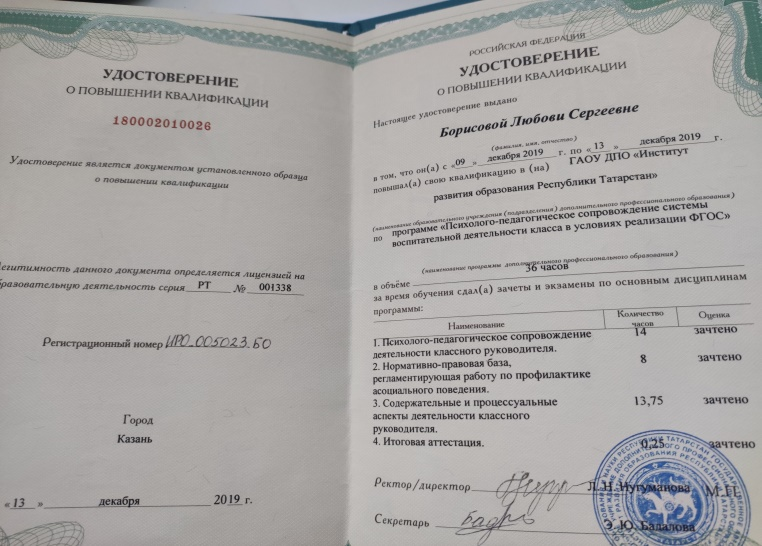 УДОСТОВЕРЕНИЕ
О ПОВЫШЕНИИ КВАЛИФИКАЦИИ
180002010026
Удостоверение является документом установленного образца
о повышении квалификации
легитимность данного документа определяется лицензией на
образовательную деятельность серия РТ № 001338
Регистрационный номер ИРО_005023.БО
Город
Казань
« 13 » декабря 2019 г.
РОССИЙСКАЯ ФЕДЕРАЦИЯ
УДОСТОВЕРЕНИЕ
О ПОВЫШЕНИИ КВАЛИФИКАЦИИ
Настоящее удостоверение выдано
Борисовой Любови Сергеевне
(фамилия, имя, отчество)
в том, что он(а) с «09 » декабря 2019 г. по « 13 » декабря 2019 г.
повышал(а) свою квалификацию в (на) ГАОУ ДПО «Институт
развития образования Республики Татарстан»
(наименование образовательного учреждения (подразделения) дополнительного профессионального образования)
по программе «Психолого-педагогическое сопровождение системы
воспитательной деятельности класса в условиях реализации ФГОС»
(наименование программы дополнительного профессионального образования)
в объёме 36 часов
за время обучения сдал(а) зачеты и экзамены по основным дисциплинам
программы:
Наименование Количество часов Оценка
1. Психолого-педагогическое сопровождение 14 зачтено
деятельности классного руководителя.
2. Нормативно-правовая база, 8 зачтено
регламентирующая работу по профилактике
асоциального поведения.
3. Содержательные и процессуальные 13,75 зачтено
аспекты деятельности классного
руководителя.
4. Итоговая аттестация. 0,25 зачтено
Ректор/директор Л. Н. Нугуманова М.П.
Секретарь Э. Ю. Бадалова